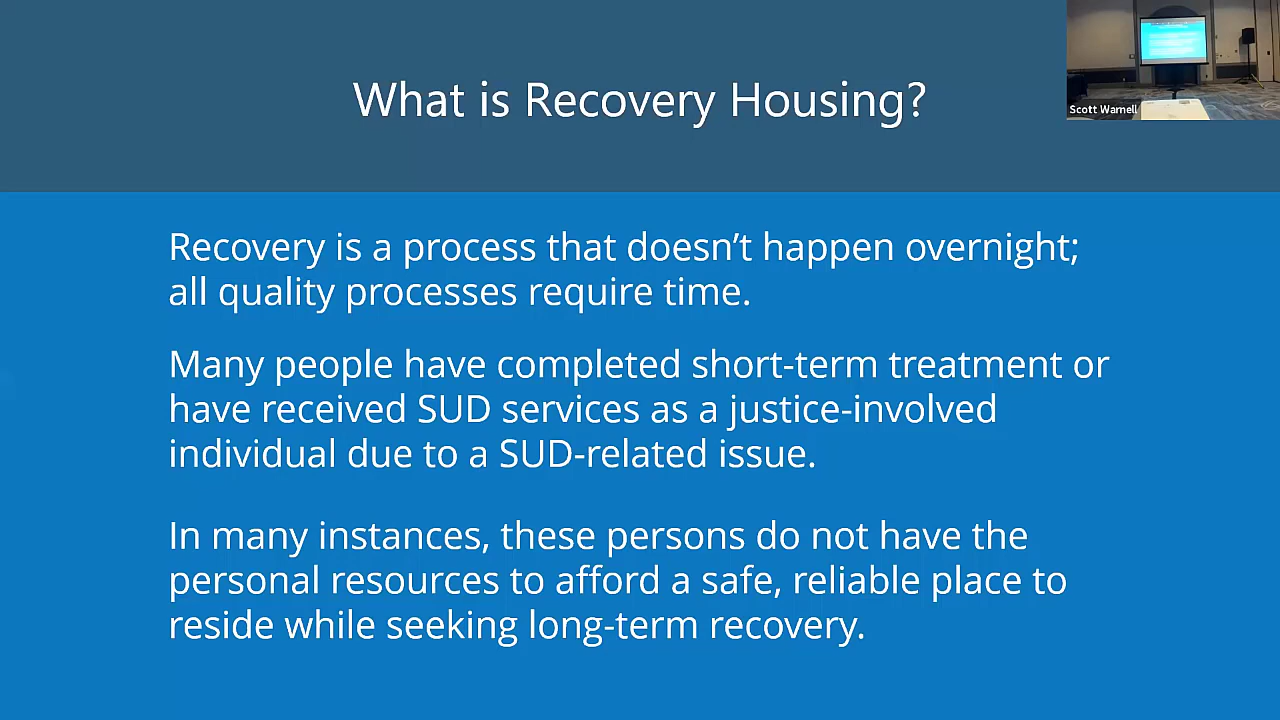 What is Recovery Housing?
Scott Warnell
Recovery is a process that doesn’t happen overnight;
all quality processes require time.
Many people have completed short-term treatment or
have received SUD services as a justice-involved
individual due to a SUD-related issue.
In many instances, these persons do not have the
personal resources to afford a safe, reliable place to
reside while seeking long-term recovery.